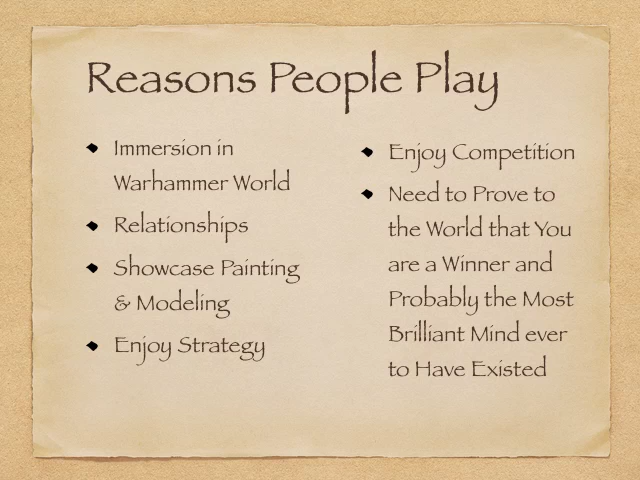 Reasons People Play
Immersion in
Warhammer World
Relationships
Showcase Painting
& Modeling
Enjoy Strategy
Enjoy Competition
Need to Prove to
the World that You
are a Winner and
Probably the Most
Brilliant Mind ever
to Have Existed